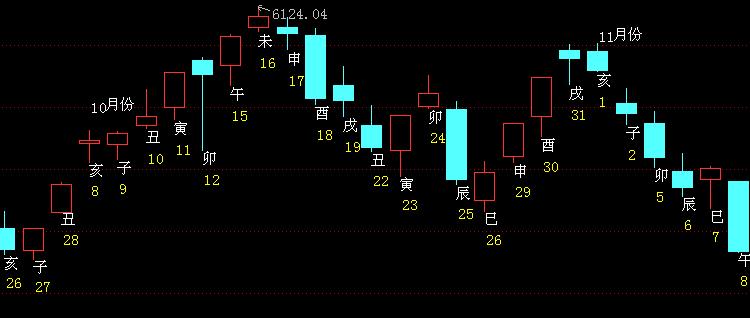 亥
26
子
27
丑
28
10月份
亥
8
子
9
丑
10
寅
11
卯
12
午
15
6124.04
未
16
申
17
酉
18
戌
19
丑
22
寅
23
卯
24
辰
25
巳
26
申
29
酉
30
戌
31
11月份
亥
1
子
2
卯
5
辰
6
巳
7
午
8